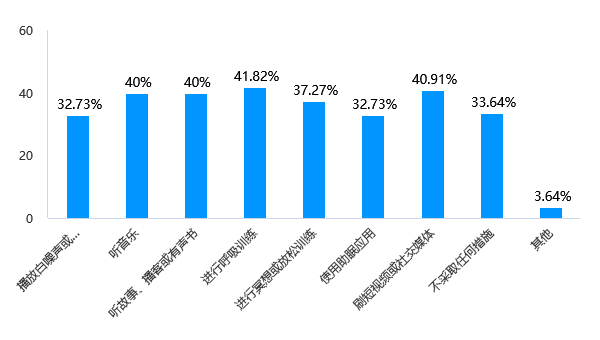 60
40
20
0
32.73%
40%
40%
41.82%
37.27%
32.73%
40.91%
33.64%
3.64%
播放白噪声或...
听音乐
听故事、播客或有声书
进行呼吸训练
进行冥想或放松训练
使用助眠应用
刷短视频或社交媒体
不采取任何措施
其他